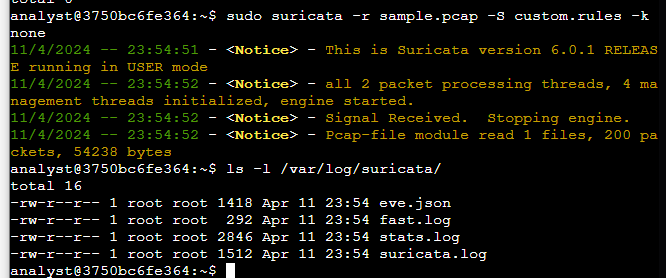 total 0
analyst@3750bc6fe364:~$ sudo suricata -r sample.pcap -S custom.rules -k
none
11/4/2024 -- 23:54:51 - <Notice> - This is Suricata version 6.0.1 RELEAS
E running in USER mode
11/4/2024 -- 23:54:52 - <Notice> - all 2 packet processing threads, 4 ma
nagement threads initialized, engine started.
11/4/2024 -- 23:54:52 - <Notice> - Signal Received.  Stopping engine.
11/4/2024 -- 23:54:52 - <Notice> - Pcap-file module read 1 files, 200 pa
ckets, 54238 bytes
analyst@3750bc6fe364:~$ ls -l /var/log/suricata/
total 16
-rw-r--r-- 1 root root 1418 Apr 11 23:54 eve.json
-rw-r--r-- 1 root root  292 Apr 11 23:54 fast.log
-rw-r--r-- 1 root root 2846 Apr 11 23:54 stats.log
-rw-r--r-- 1 root root 1512 Apr 11 23:54 suricata.log
analyst@3750bc6fe364:~$